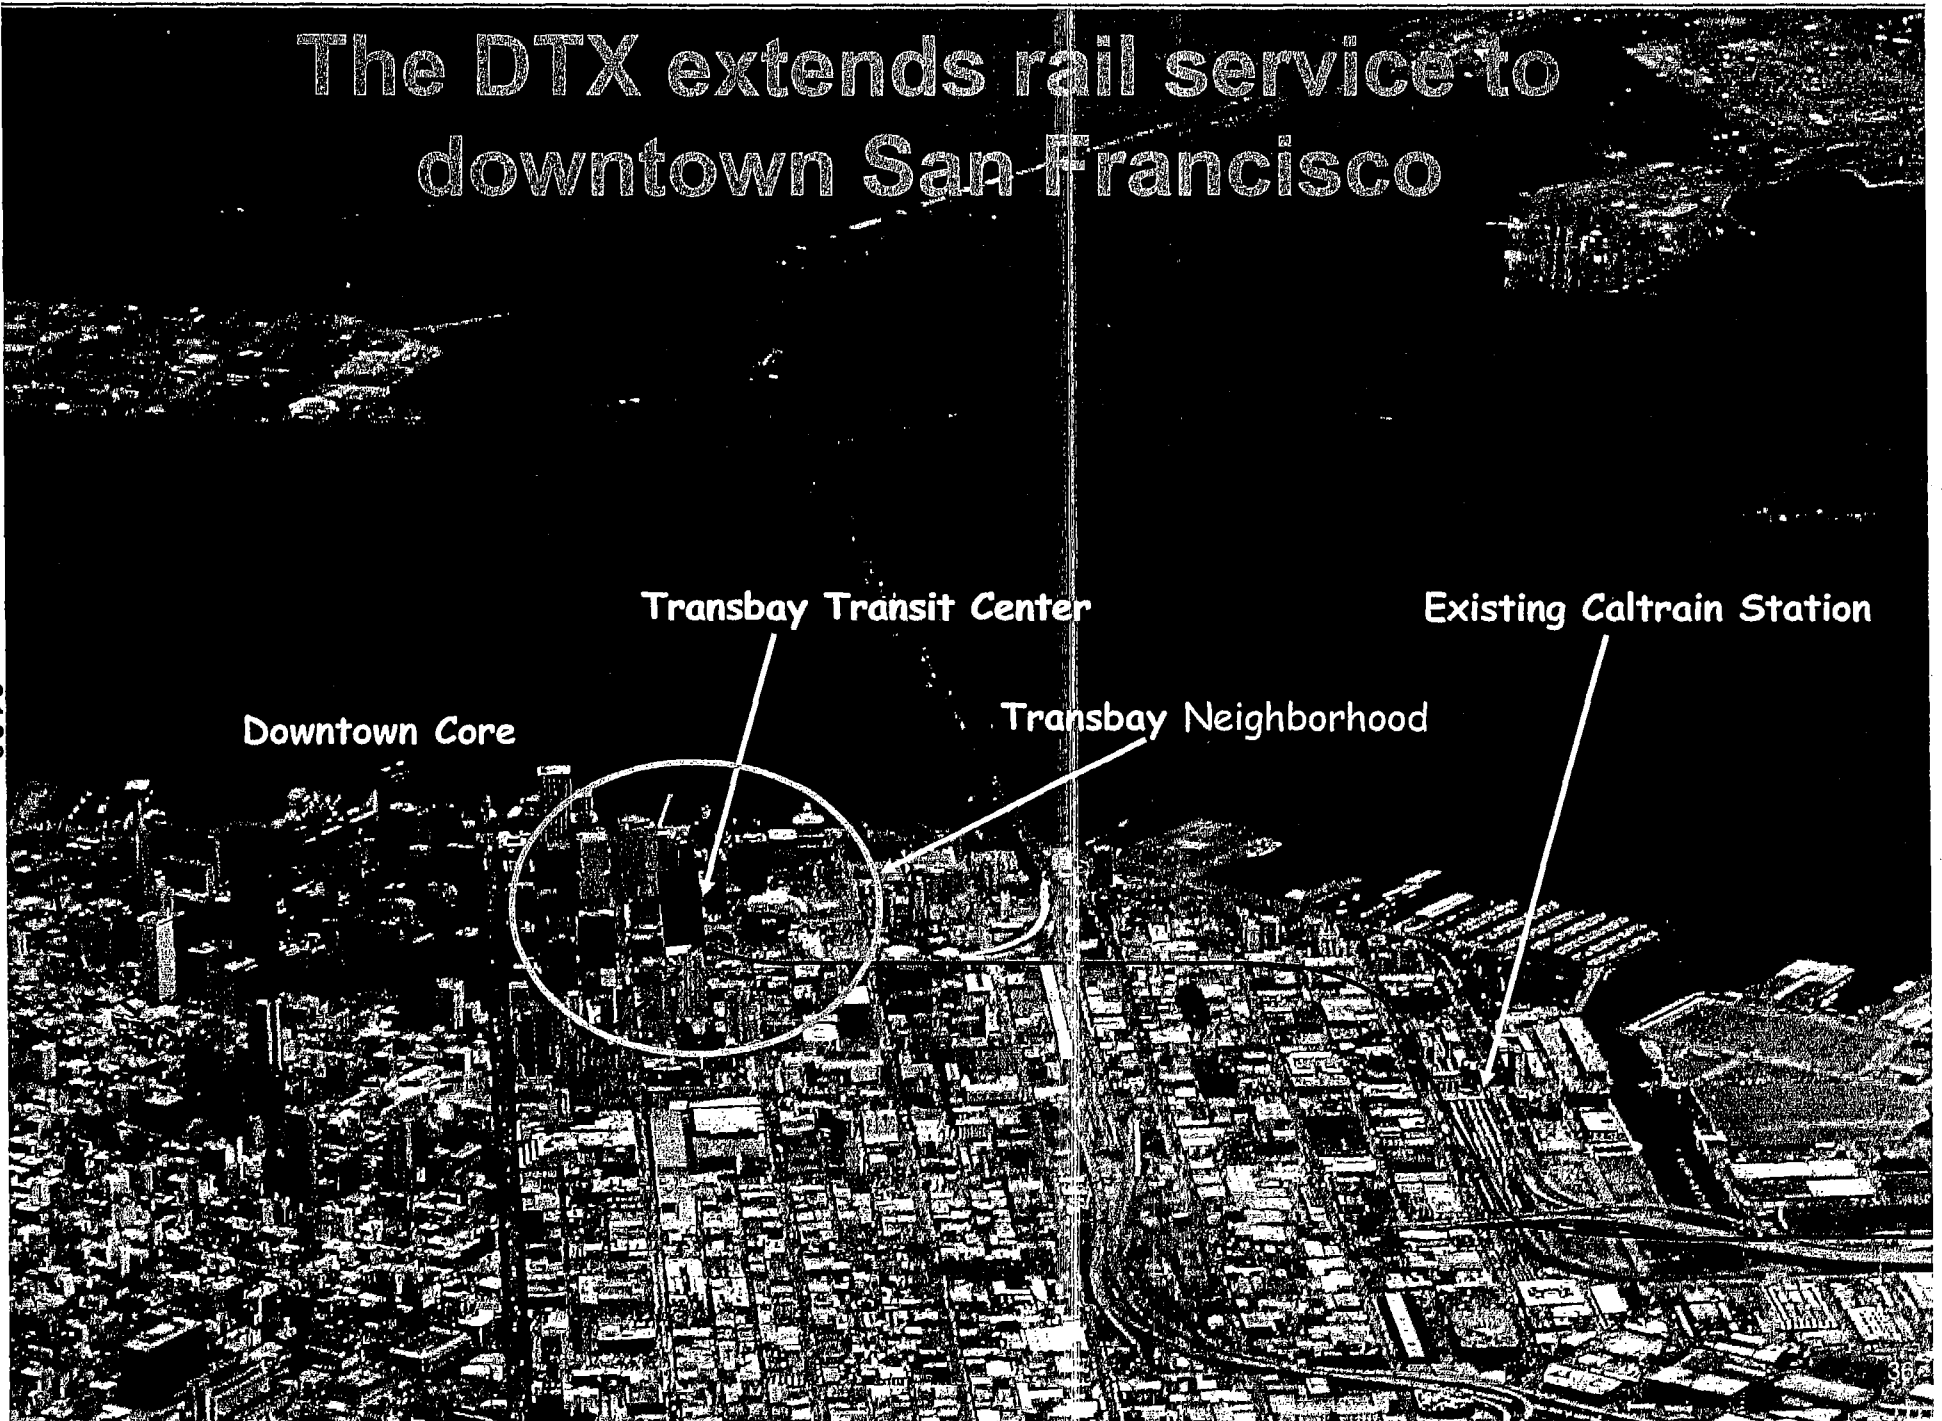 The DTX extends rail service to
downtown San Francisco
Transbay Transit Center
Existing Caltrain Station
Transbay Neighborhood
Downtown Core